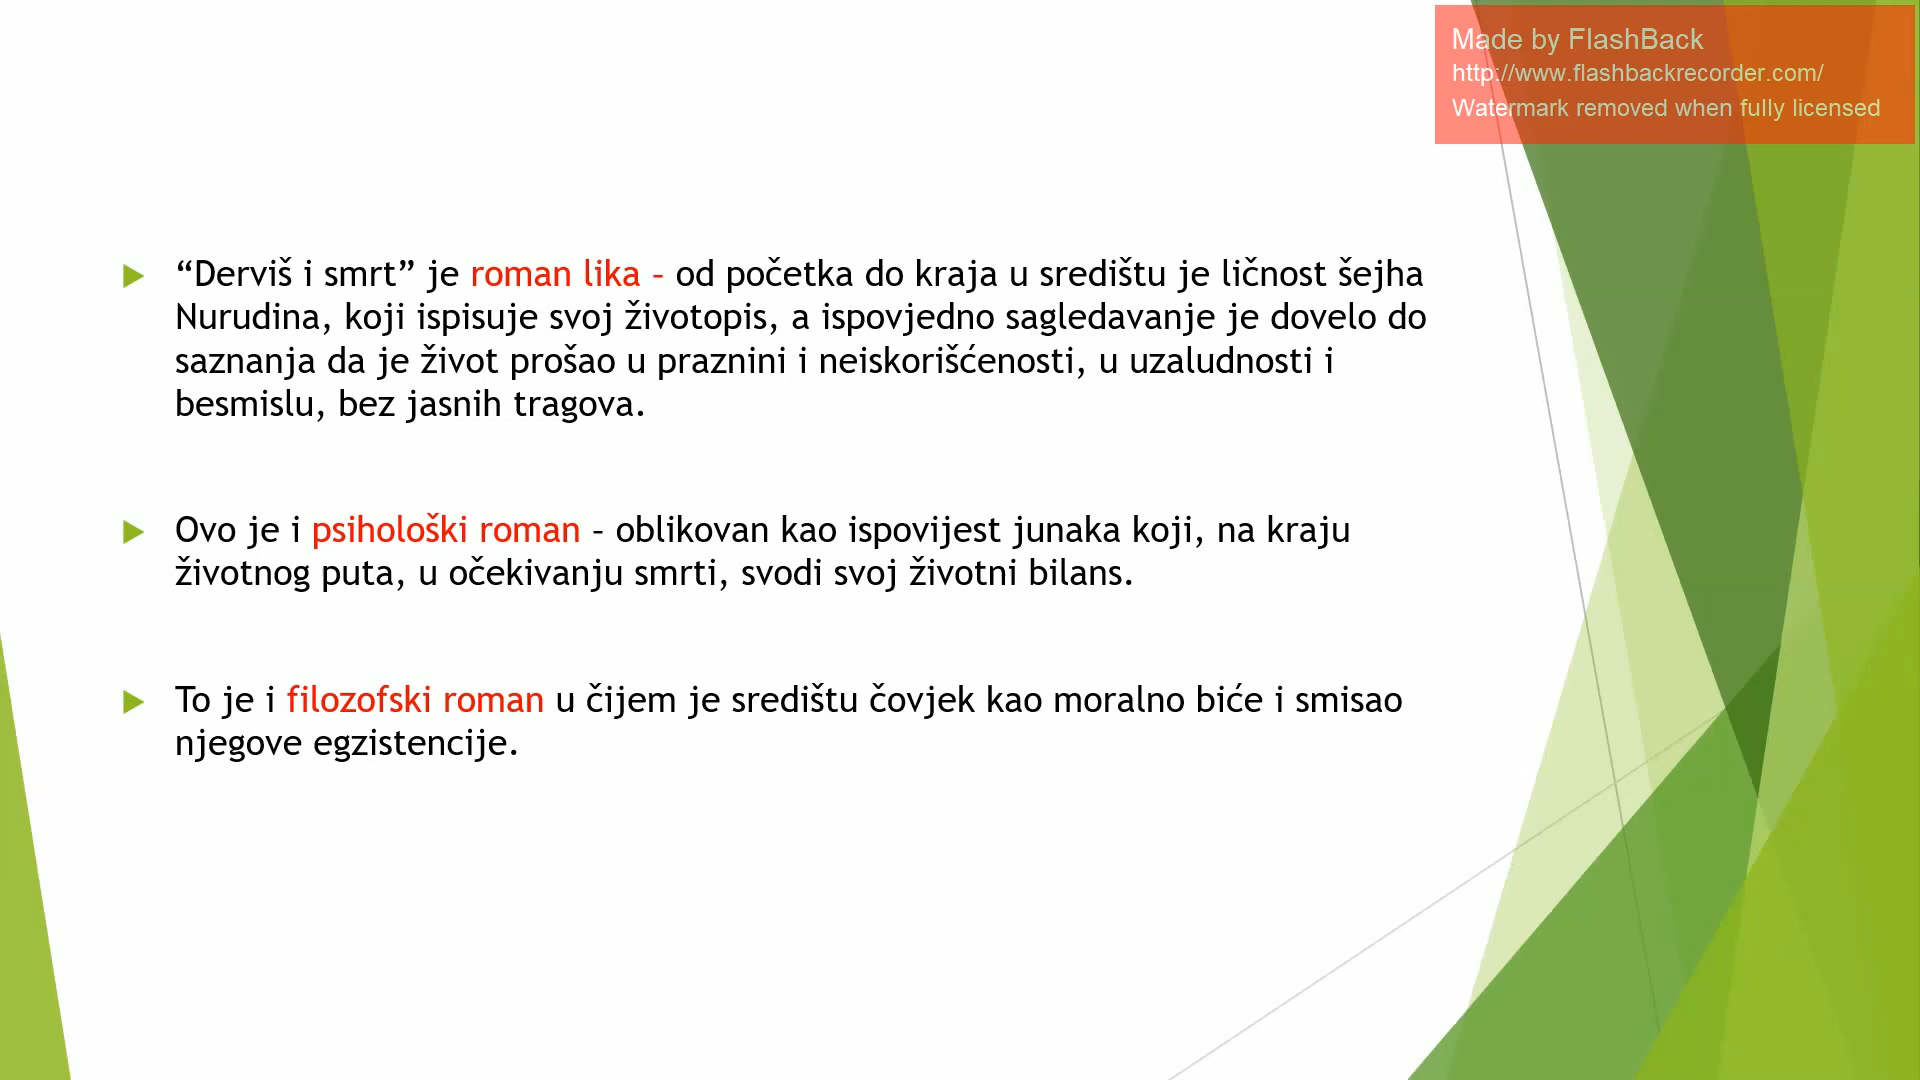 Made by FlashBack
http://www.flashbackrecorder.com/
Watermark removed when fully licensed
“Derviš i smrt” je roman lika – od početka do kraja u središtu je ličnost šejha
Nurudina, koji ispisuje svoj životopis, a ispovjedno sagledavanje je dovelo do
saznanja da je život prošao u praznini i neiskorišćenosti, u uzaludnosti i
besmislu, bez jasnih tragova.
Ovo je i psihološki roman – oblikovan kao ispovijest junaka koji, na kraju
životnog puta, u očekivanju smrti, svodi svoj životni bilans.
To je i filozofski roman u čijem je središtu čovjek kao moralno biće i smisao
njegove egzistencije.